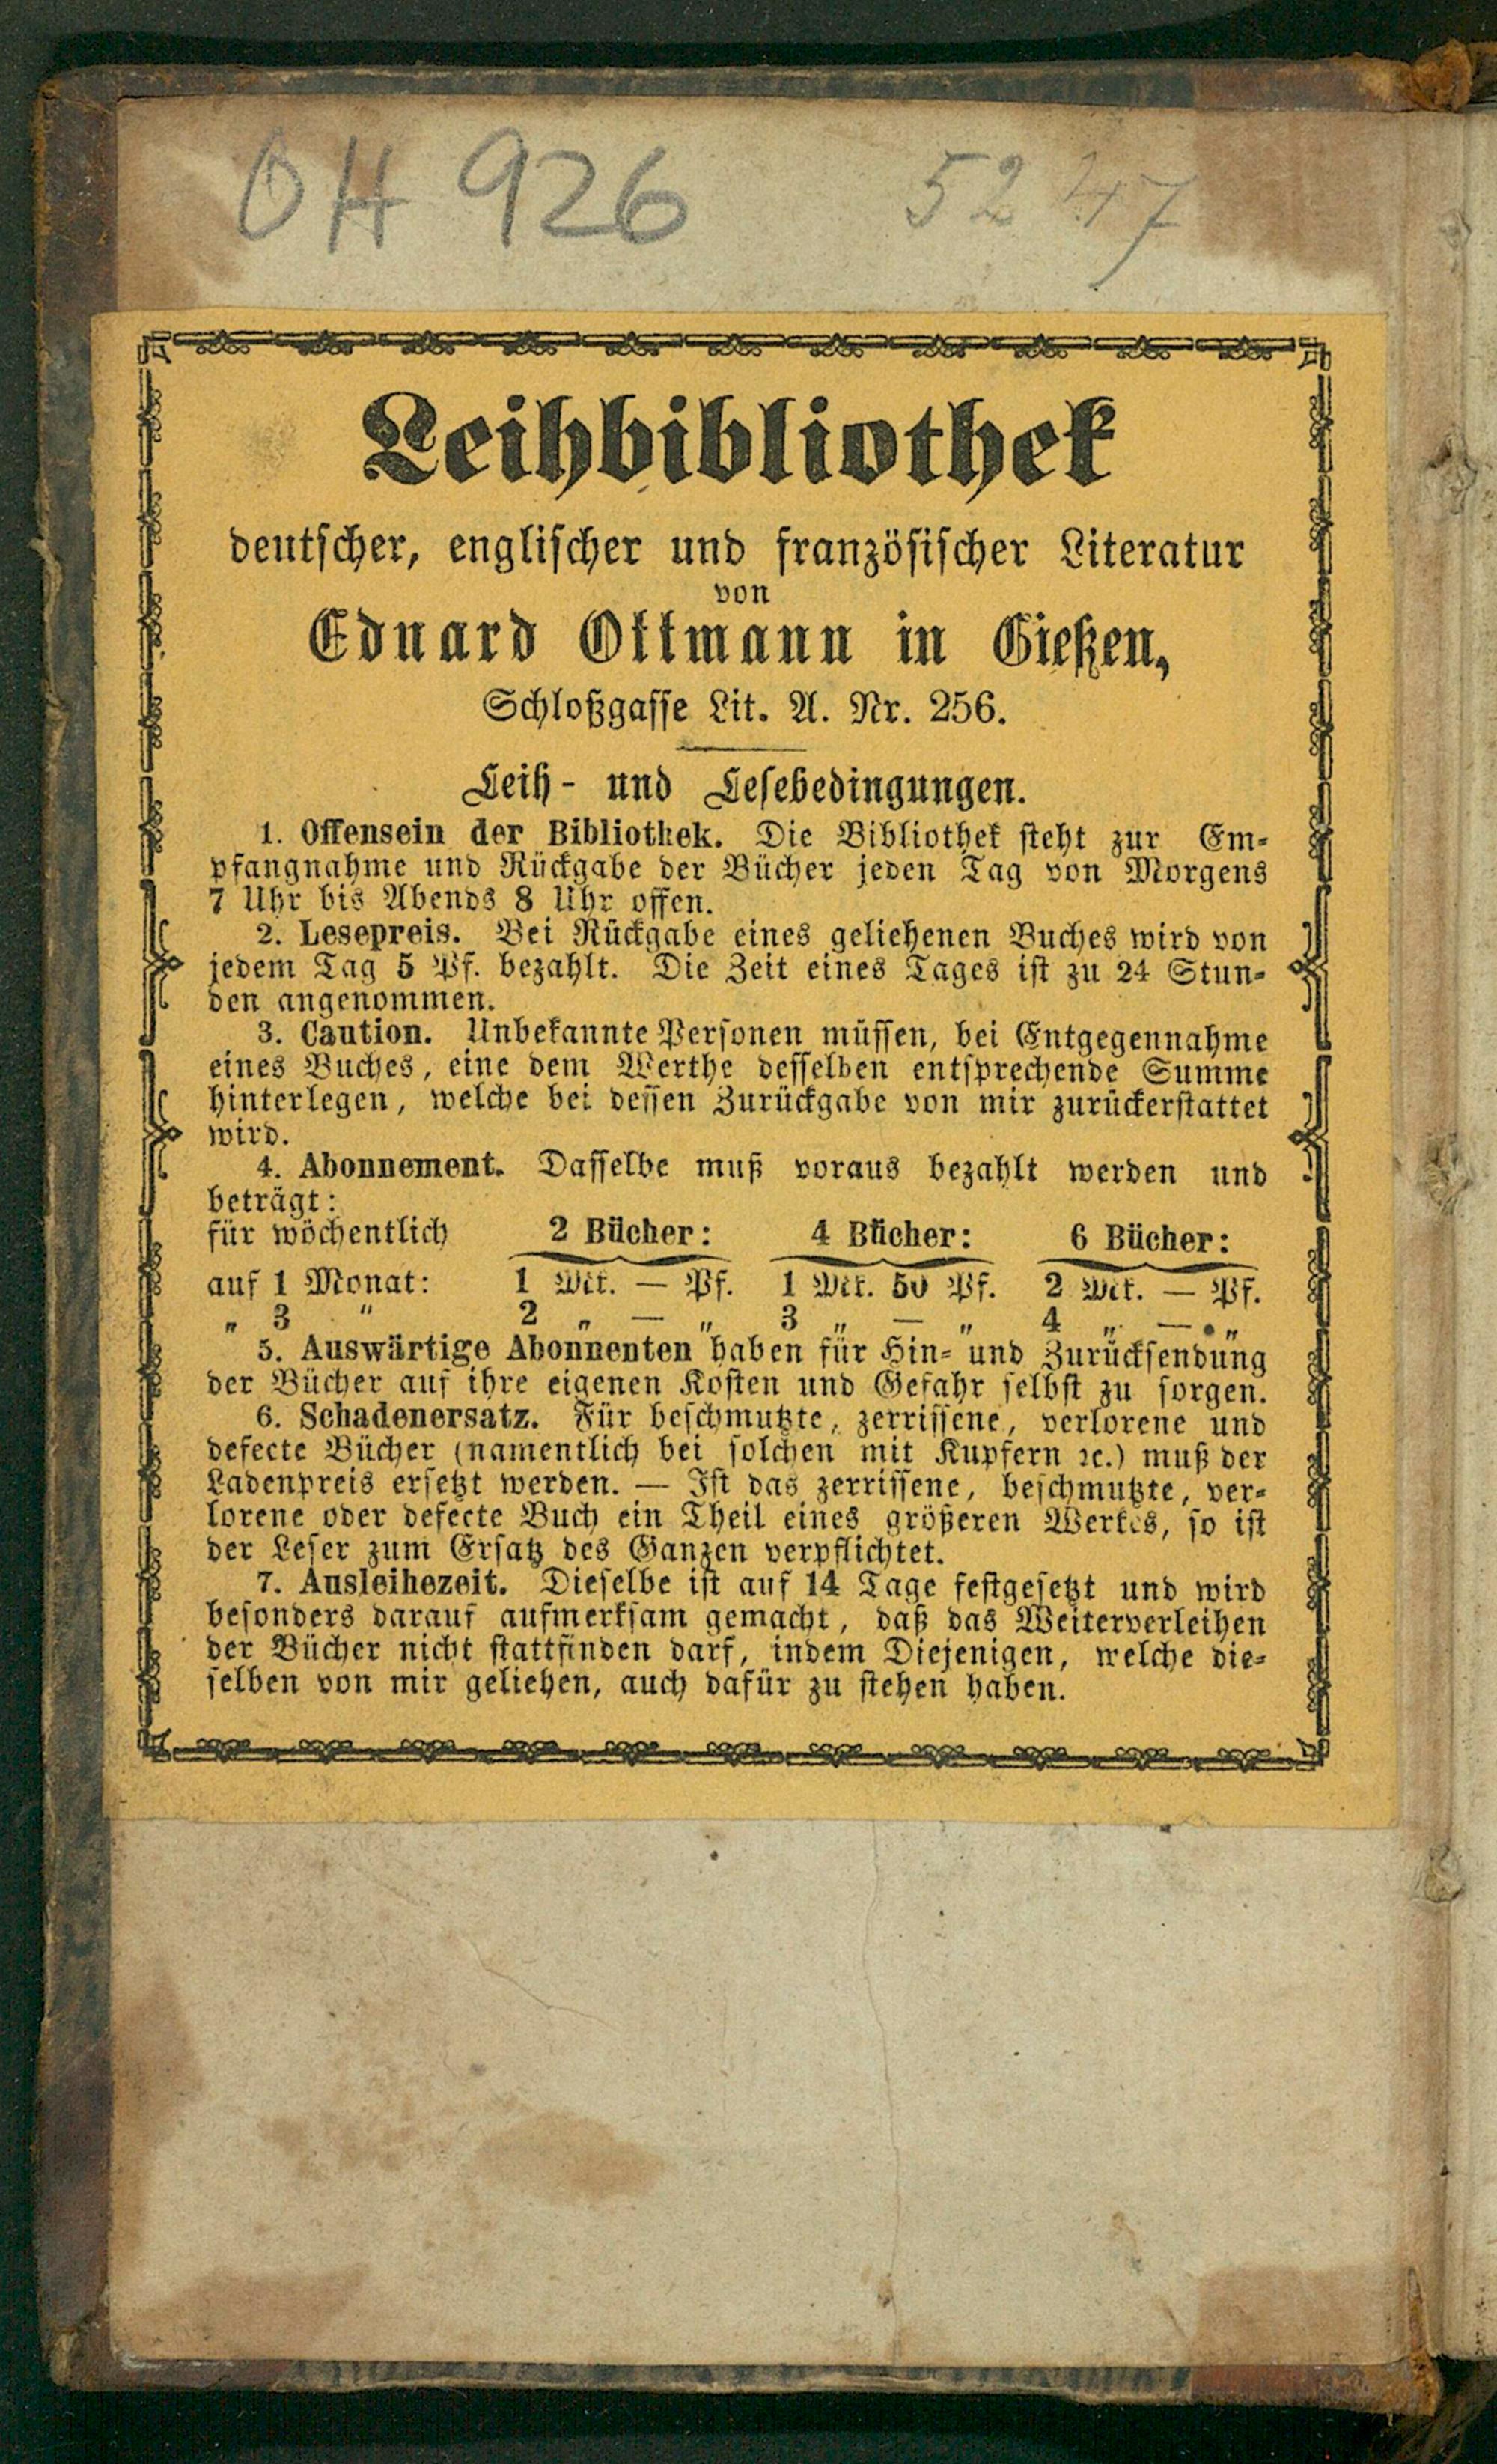 OH 926 5247
Leihbibliothek
deutscher, englischer und französischer Literatur
von
Eduard Ottmann in Gießen,
Schloßgasse Lit. A. Nr. 256.
Leih- und Lesebedingungen.
1. Offensein der Bibliothek. Die Bibliothek steht zur Em-
pfangnahme und Rückgabe der Bücher jeden Tag von Morgens
7 Uhr bis Abends 8 Uhr offen.
2. Lesepreis. Bei Rückgabe eines geliehenen Buches wird von
jedem Tag 5 Pf. bezahlt. Die Zeit eines Tages ist zu 24 Stun-
den angenommen.
3. Caution. Unbekannte Personen müssen, bei Entgegennahme
eines Buches, eine dem Werthe desselben entsprechende Summe
hinterlegen, welche bei dessen Zurückgabe von mir zurückerstattet
wird.
4. Abonnement. Dasselbe muß voraus bezahlt werden und
beträgt:
für wöchentlich 2 Bücher: 4 Bücher: 6 Bücher:
auf 1 Monat: 1 Mk. — Pf. 1 Mk. 50 Pf. 2 Mk. — Pf.
„ 3 „ 2 „ — „ 3 „ — „ 4 „ — „
5. Auswärtige Abonnenten haben für Hin- und Zurücksendung
der Bücher auf ihre eigenen Kosten und Gefahr selbst zu sorgen.
6. Schadenersatz. Für beschmutzte, zerrissene, verlorene und
defecte Bücher (namentlich bei solchen mit Kupfern ꝛc.) muß der
Ladenpreis ersetzt werden. — Ist das zerrissene, beschmutzte, ver-
lorene oder defecte Buch ein Theil eines größeren Werkes, so ist
der Leser zum Ersatz des Ganzen verpflichtet.
7. Ausleihezeit. Dieselbe ist auf 14 Tage festgesetzt und wird
besonders darauf aufmerksam gemacht, daß das Weiterverleihen
der Bücher nicht stattfinden darf, indem Diejenigen, welche die-
selben von mir geliehen, auch dafür zu stehen haben.